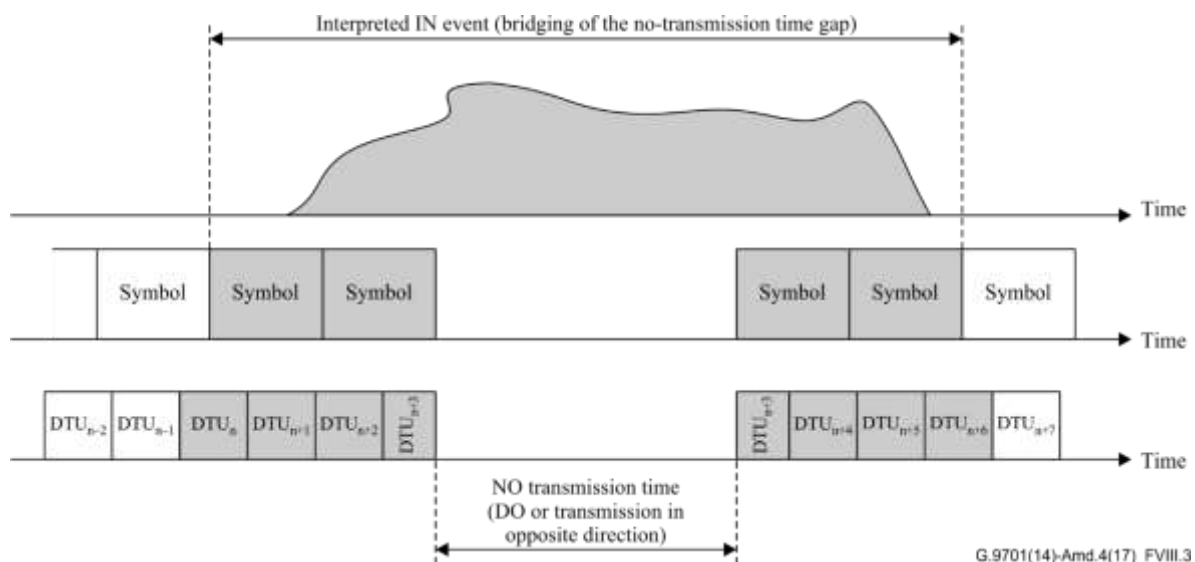 Interpreted IN event (bridging of the no-transmission time gap)
Time
Symbol Symbol Symbol Symbol Symbol Symbol
Time
DTUn–2 DTUn–1 DTUn DTUn+1 DTUn+2 DTUn+3 DTUn+3 DTUn+4 DTUn+5 DTUn+6 DTUn+7
Time
NO transmission time
(DO or transmission in
opposite direction)
G.9701(14)-Amd.4(17)_FVIII.3